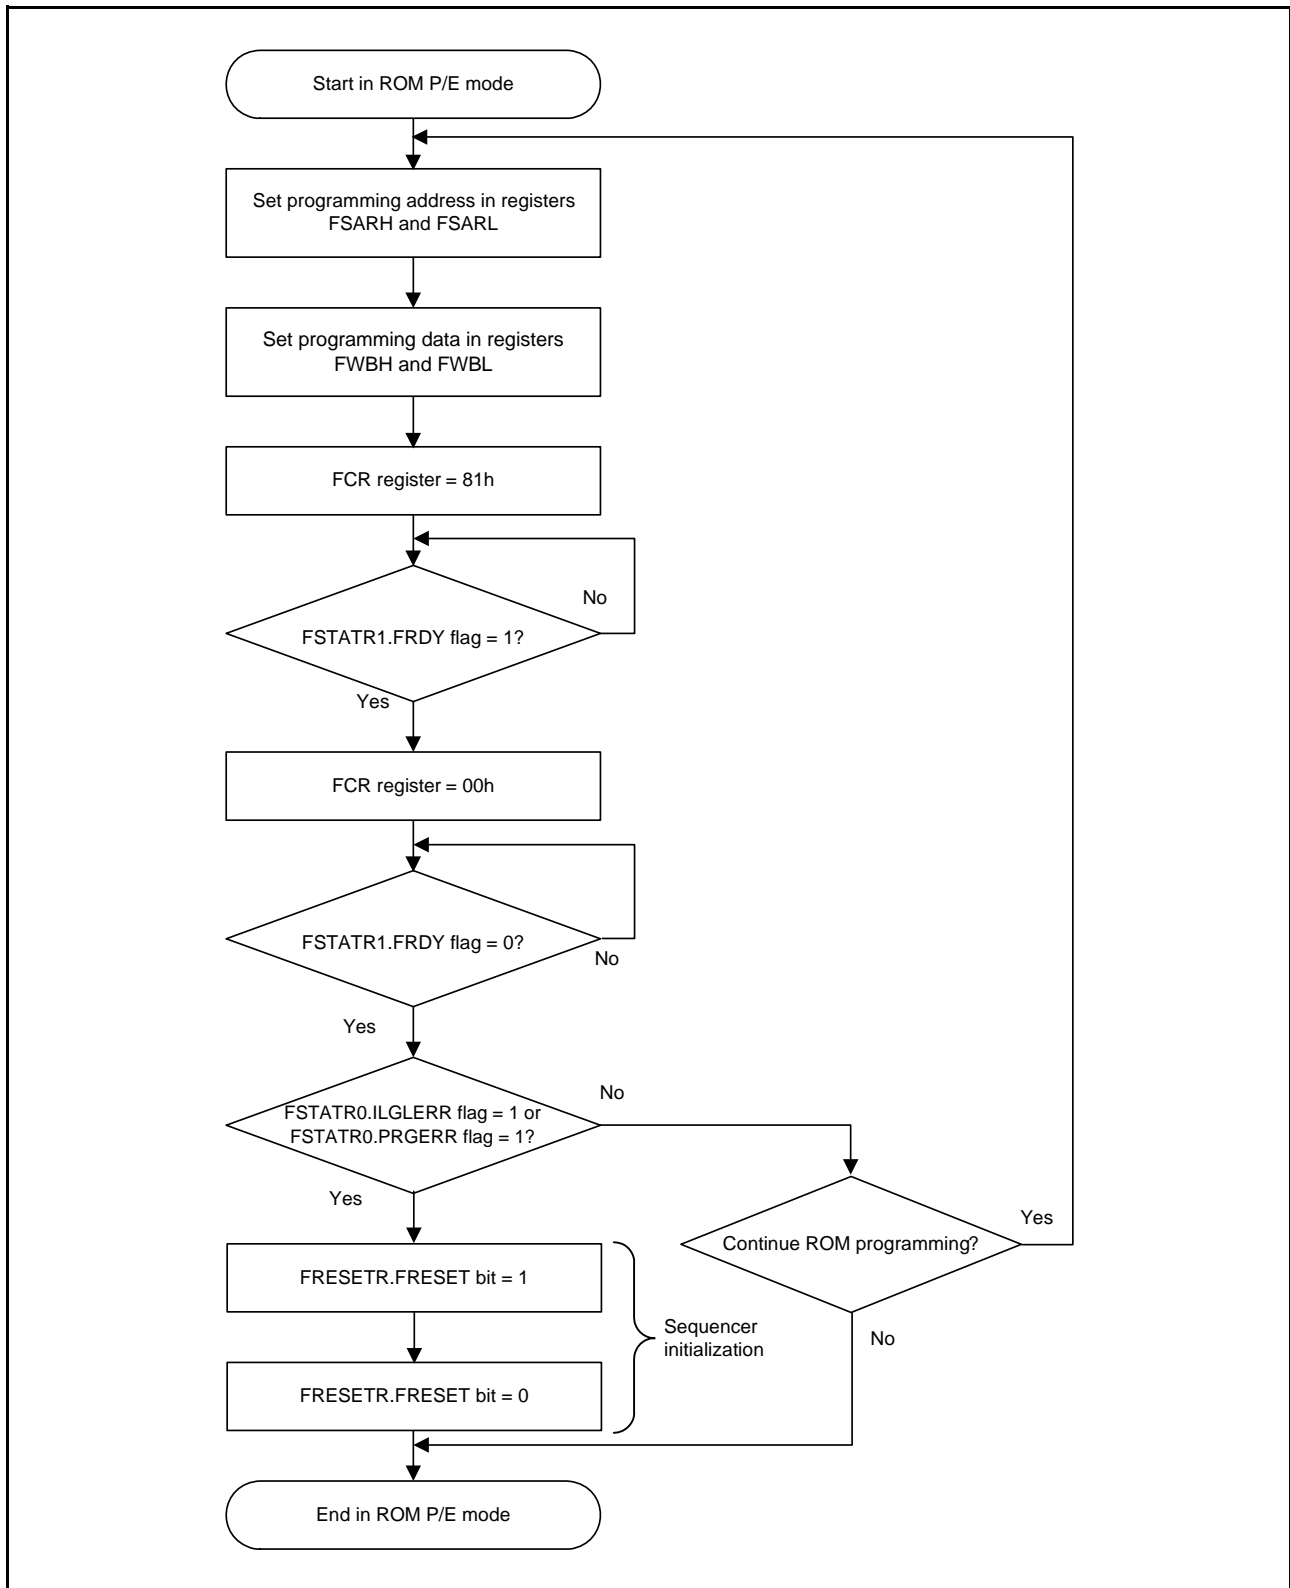 Start in ROM P/E mode
Set programming address in registers
FSARH and FSARL
Set programming data in registers
FWBH and FWBL
FCR register = 81h
No
FSTATR1.FRDY flag = 1?
Yes
FCR register = 00h
FSTATR1.FRDY flag = 0?
No
Yes
No
FSTATR0.ILGLERR flag = 1 or
FSTATR0.PRGERR flag = 1?
Yes
Yes
Continue ROM programming?
FRESETR.FRESET bit = 1
Sequencer
initialization
No
FRESETR.FRESET bit = 0
End in ROM P/E mode